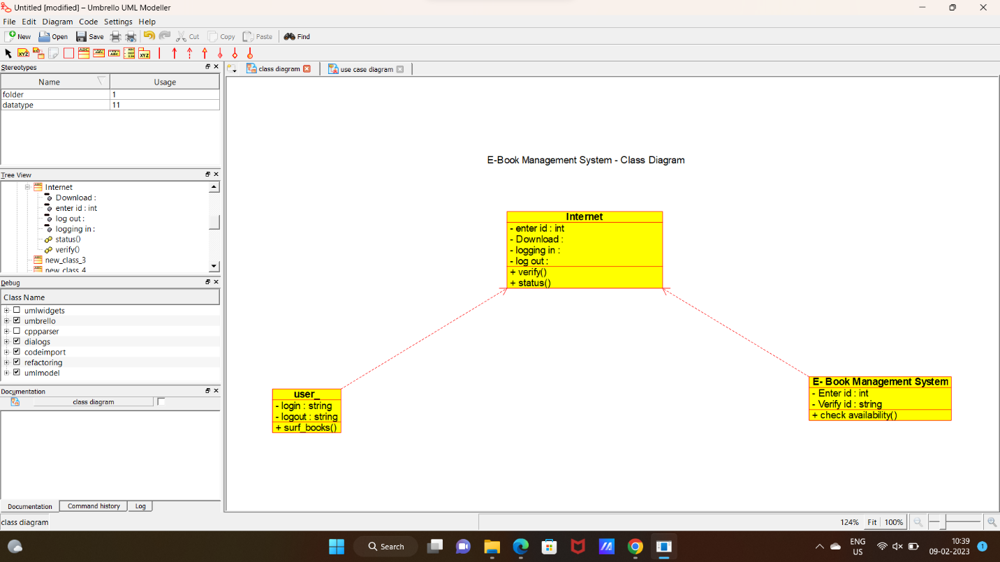 Untitled [modified] – Umbrello UML Modeller
File Edit Diagram Code Settings Help
New Open Save Cut Copy Paste Find
Stereotypes
Name Usage
folder 1
datatype 11
Tree View
Internet
Download :
enter id : int
log out :
logging in :
status()
verify()
new_class_3
new_class_4
Debug
Class Name
umlwidgets
umbrello
cppparser
dialogs
codeimport
refactoring
umlmodel
Documentation
class diagram
Documentation Command history Log
class diagram
class diagram use case diagram
E-Book Management System - Class Diagram
Internet
- enter id : int
- Download :
- logging in :
- log out :
+ verify()
+ status()
user_
- login : string
- logout : string
+ surf_books()
E- Book Management System
- Enter id : int
- Verify id : string
+ check availability()
124% Fit 100%
Search
ENG
US
10:39
09-02-2023
1